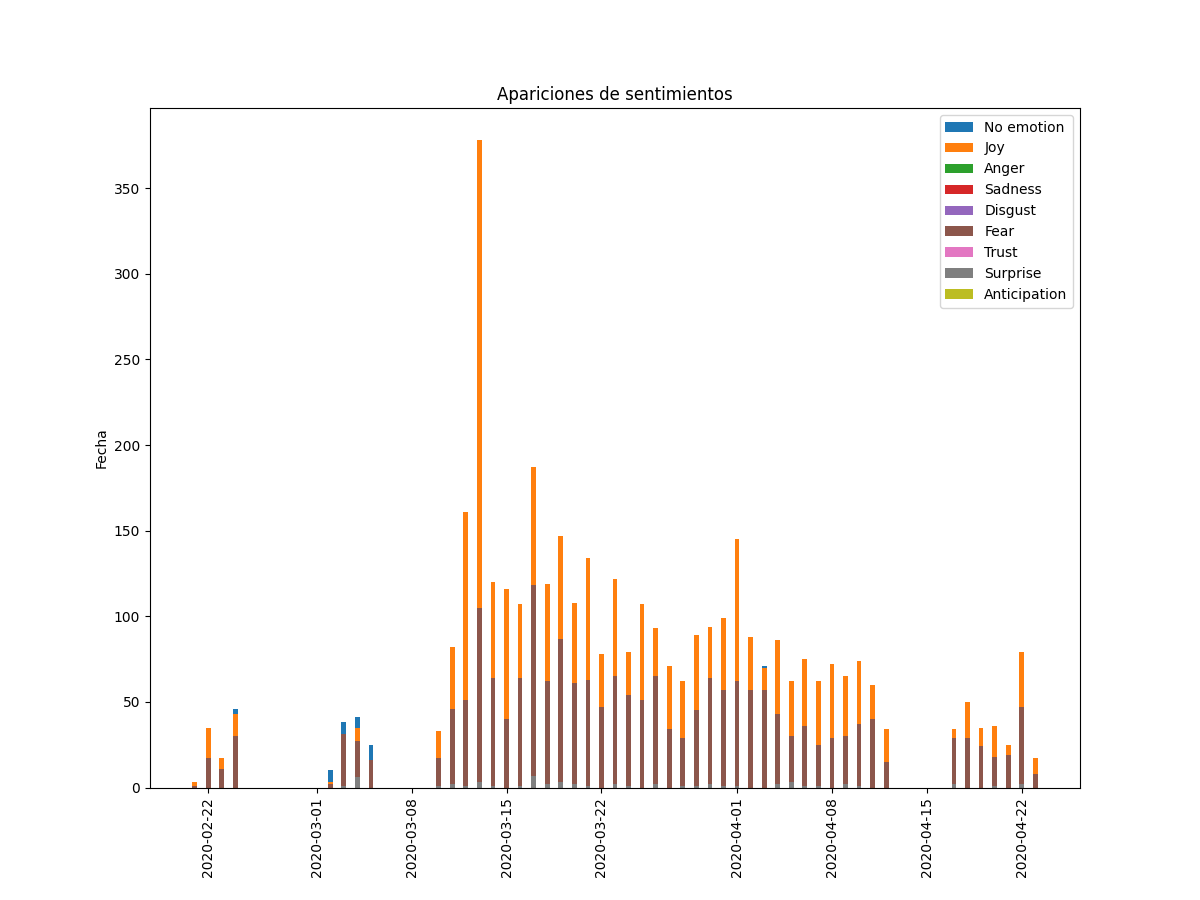 Apariciones de sentimientos
No emotion
Joy
Anger
Sadness
Disgust
Fear
Trust
Surprise
Anticipation
Fecha
350
300
250
200
150
100
50
0
2020-02-22
2020-03-01
2020-03-08
2020-03-15
2020-03-22
2020-04-01
2020-04-08
2020-04-15
2020-04-22